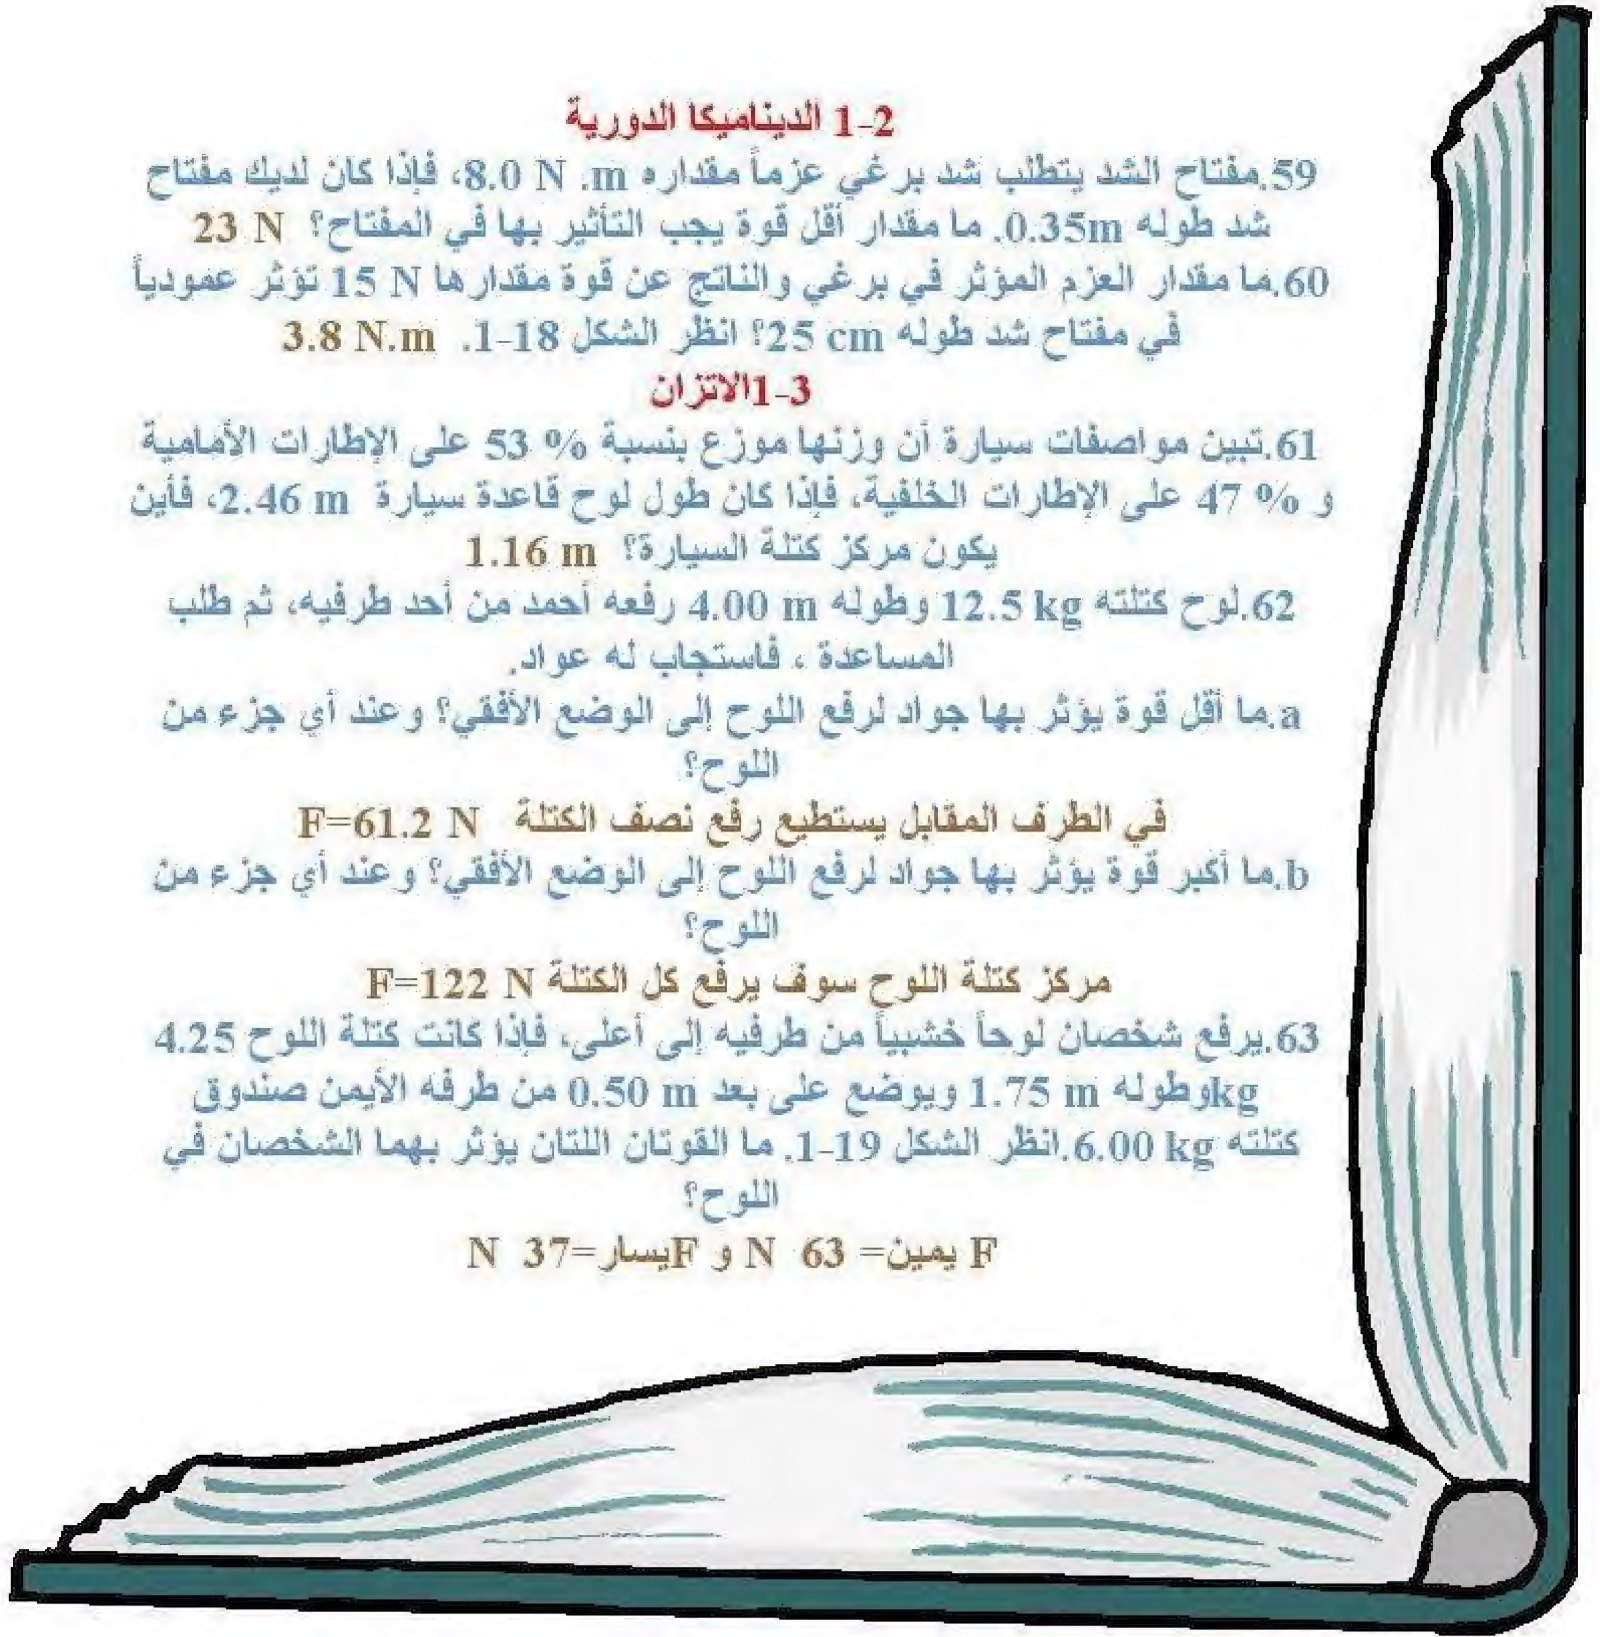 1-2 الديناميكا الدورية
59.مفتاح الشد يتطلب شد برغي عزماً مقداره 8.0 N .m، فإذا كان لديك مفتاح
شد طوله 0.35m. ما مقدار أقل قوة يجب التأثير بها في المفتاح؟ 23 N
60.ما مقدار العزم المؤثر في برغي والناتج عن قوة مقدارها 15 N تؤثر عمودياً
في مفتاح شد طوله 25 cm؟ انظر الشكل 18-1. 3.8 N.m
1-3الاتزان
61.تبين مواصفات سيارة أن وزنها موزع بنسبة % 53 على الإطارات الأمامية
و % 47 على الإطارات الخلفية، فإذا كان طول لوح قاعدة سيارة 2.46 m، فأين
يكون مركز كتلة السيارة؟ 1.16 m
62.لوح كتلته 12.5 kg وطوله 4.00 m رفعه أحمد من أحد طرفيه، ثم طلب
المساعدة ، فاستجاب له عواد.
a.ما أقل قوة يؤثر بها جواد لرفع اللوح إلى الوضع الأفقي؟ وعند أي جزء من
اللوح؟
في الطرف المقابل يستطيع رفع نصف الكتلة F=61.2 N
b.ما أكبر قوة يؤثر بها جواد لرفع اللوح إلى الوضع الأفقي؟ وعند أي جزء من
اللوح؟
مركز كتلة اللوح سوف يرفع كل الكتلة F=122 N
63.يرفع شخصان لوحاً خشبياً من طرفيه إلى أعلى، فإذا كانت كتلة اللوح 4.25
kgوطوله 1.75 m ويوضع على بعد 0.50 m من طرفه الأيمن صندوق
كتلته 6.00 kg.انظر الشكل 19-1. ما القوتان اللتان يؤثر بهما الشخصان في
اللوح؟
F يمين= 63 N و Fيسار=37 N